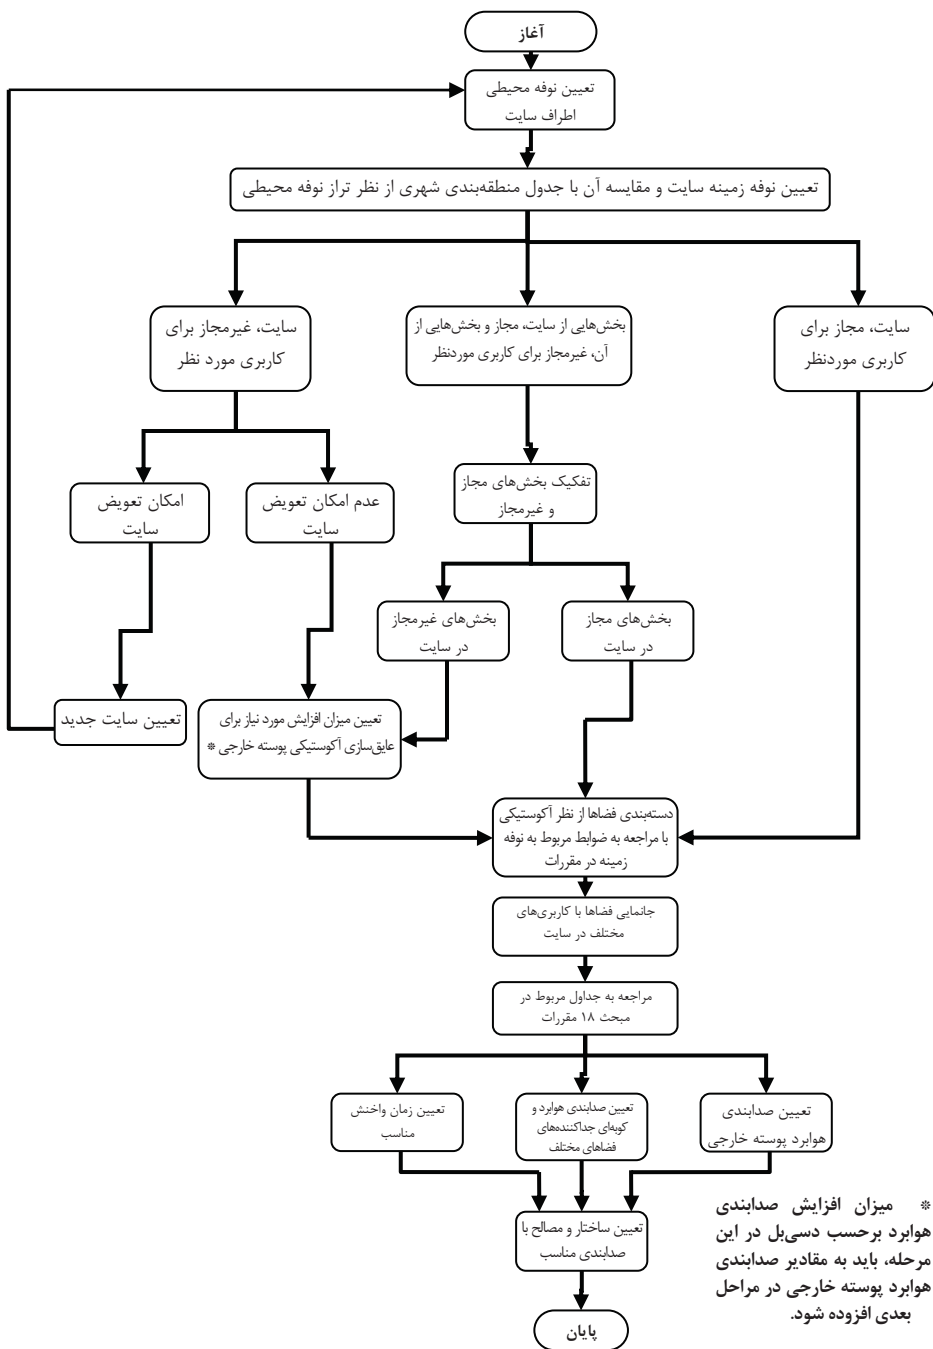 آغاز
تعیین نوفه محیطی
اطراف سایت
تعیین نوفه زمینه سایت و مقایسه آن با جدول منطقه‌بندی شهری از نظر تراز نوفه محیطی
سایت، مجاز برای
کاربری موردنظر
بخش‌هایی از سایت، مجاز و بخش‌هایی از
آن، غیرمجاز برای کاربری موردنظر
سایت، غیرمجاز برای
کاربری مورد نظر
تفکیک بخش‌های مجاز
و غیرمجاز
عدم امکان تعویض
سایت
امکان تعویض
سایت
بخش‌های مجاز
در سایت
بخش‌های غیرمجاز
در سایت
تعیین میزان افزایش مورد نیاز برای
عایق‌سازی آکوستیکی پوسته خارجی *
تعیین سایت جدید
دسته‌بندی فضاها از نظر آکوستیکی
با مراجعه به ضوابط مربوط به نوفه
زمینه در مقررات
جانمایی فضاها با کاربری‌های
مختلف در سایت
مراجعه به جداول مربوط در
مبحث ۱۸ مقررات
تعیین صدابندی
هوابرد پوسته خارجی
تعیین صدابندی هوابرد و
کوبه‌ای جداکننده‌های
فضاهای مختلف
تعیین زمان واخنش
مناسب
تعیین ساختار و مصالح با
صدابندی مناسب
پایان
* میزان افزایش صدابندی
هوابرد برحسب دسی‌بل در این
مرحله، باید به مقادیر صدابندی
هوابرد پوسته خارجی در مراحل
بعدی افزوده شود.